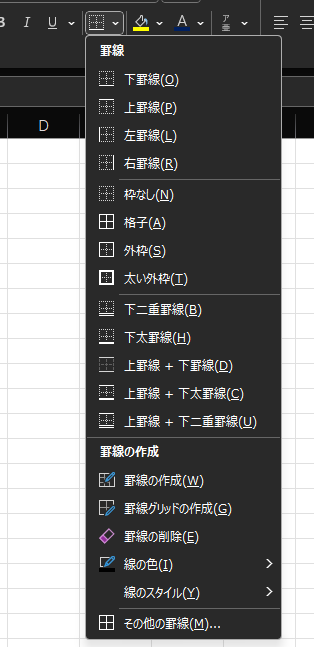 B I U A ア亜
罫線
D
下罫線(O)
上罫線(P)
左罫線(L)
右罫線(R)
枠なし(N)
格子(A)
外枠(S)
太い外枠(T)
下二重罫線(B)
下太罫線(H)
上罫線 + 下罫線(D)
上罫線 + 下太罫線(C)
上罫線 + 下二重罫線(U)
罫線の作成
罫線の作成(W)
罫線グリッドの作成(G)
罫線の削除(E)
線の色(I)
線のスタイル(Y)
その他の罫線(M)...